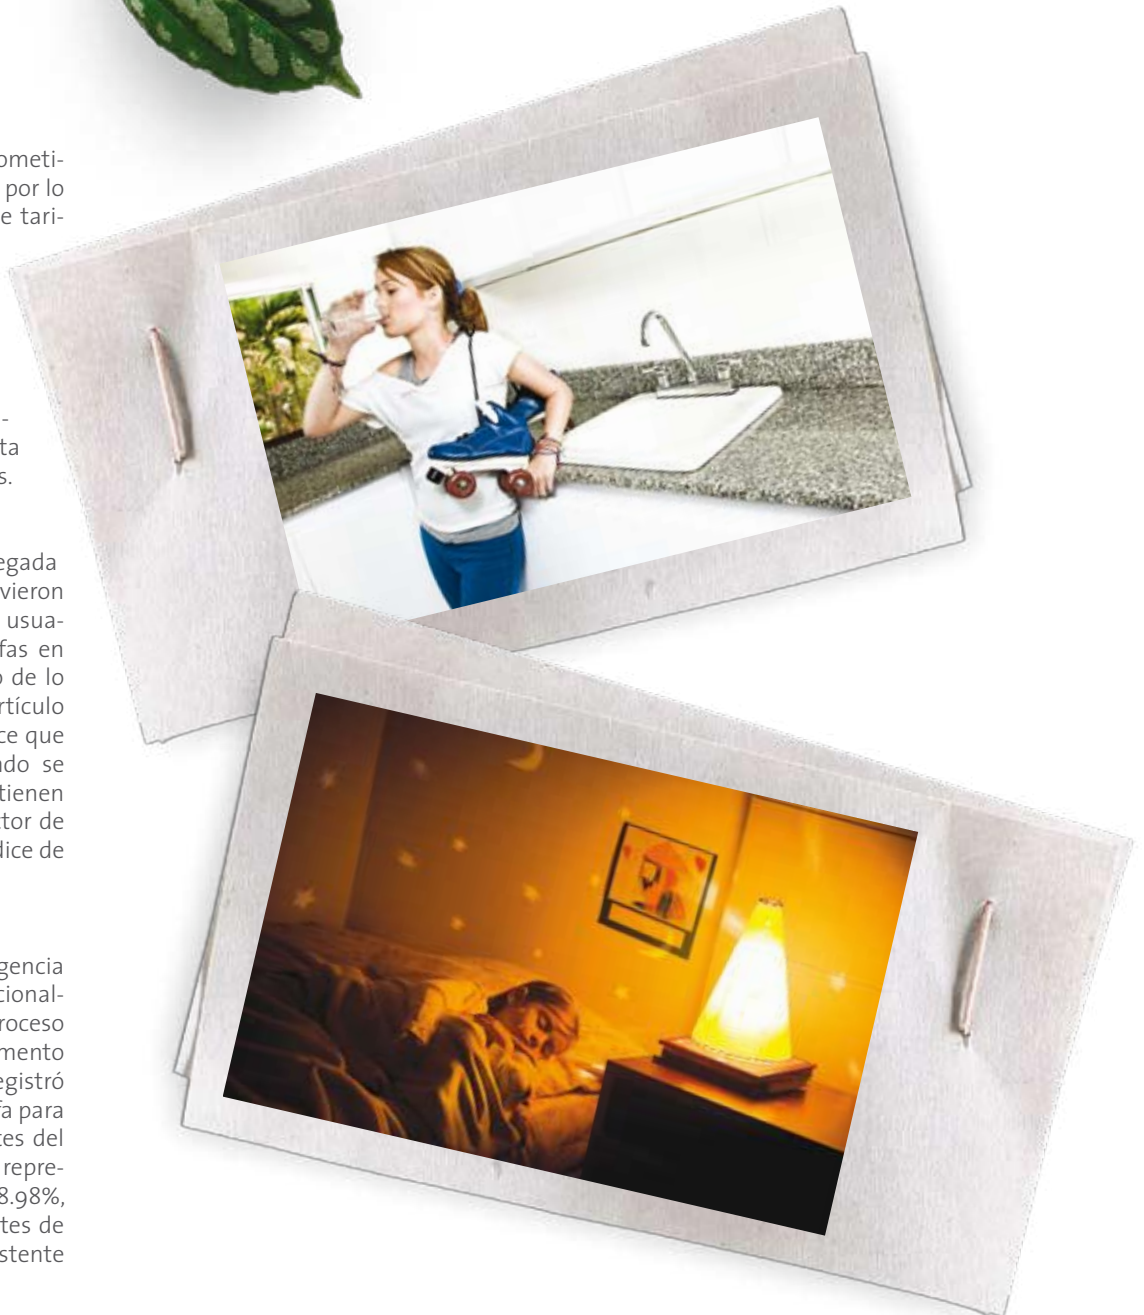 ometi-
por lo
e tari-
-
ta
s.
egada
vieron
usua-
fas en
o de lo
rtículo
ce que
ado se
tienen
tor de
dice de
gencia
cional-
roceso
mento
egistró
fa para
es del
repre-
8.98%,
tes de
stente